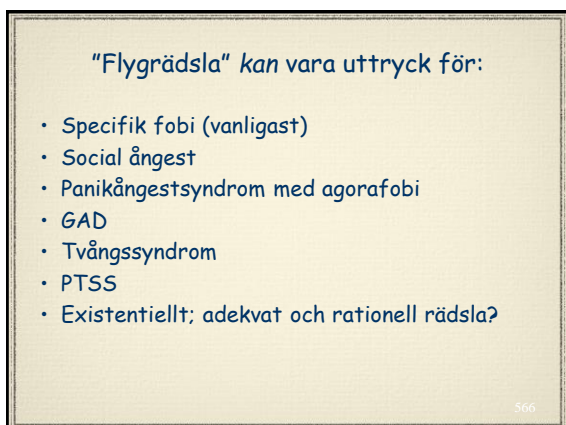 ”Flygrädsla” kan vara uttryck för:
• Specifik fobi (vanligast)
• Social ångest
• Panikångestsyndrom med agorafobi
• GAD
• Tvångssyndrom
• PTSS
• Existentiellt; adekvat och rationell rädsla?
566